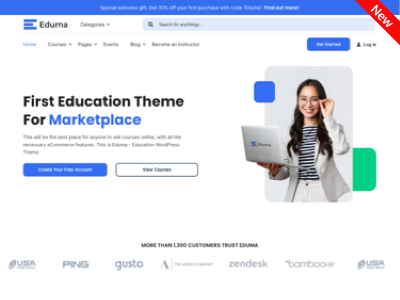 Special welcome gift. Get 30% off your first purchase with code "Eduma". Find out more!
New
Eduma
Categories
Search for anything...
Home
Courses
Pages
Events
Blog
Become an Instructor
Get Started
Log in
First Education Theme
For Marketplace
This will be the best place for anyone to sell courses online, with all the
necessary eCommerce features. This is Eduma - Education WordPress
Theme.
Create Your Free Account
View Courses
Eduma
MORE THAN 1,300 CUSTOMERS TRUST EDUMA
USA
FOOTBALL
PING
gusto
zendesk
bambooHR
USA
FOOTBALL